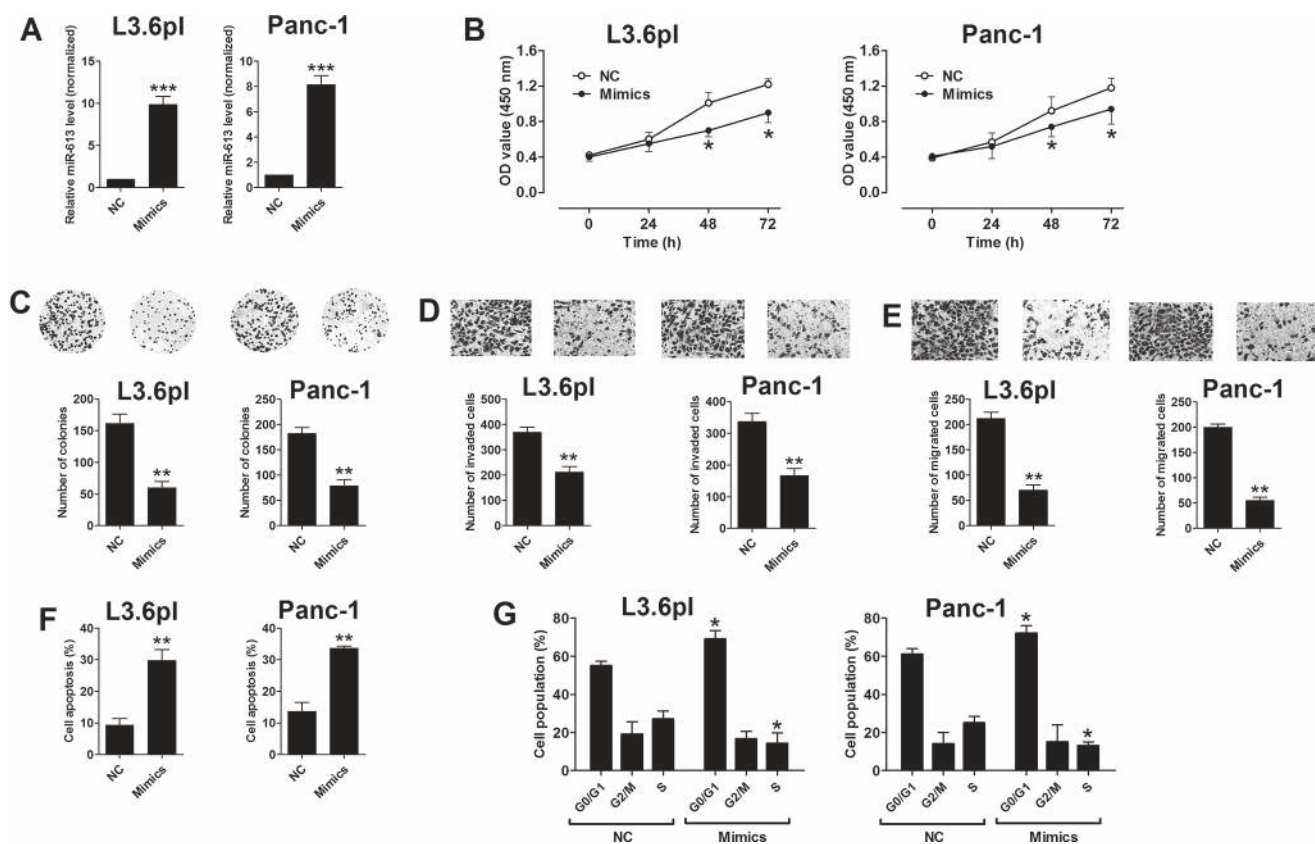 A
L3.6pl
Relative miR-613 level (normalized)
15
10
5
0
***
NC
Mimics
Panc-1
Relative miR-613 level (normalized)
10
8
6
4
2
0
***
NC
Mimics
B
L3.6pl
OD value (450 nm)
1.6
1.2
0.8
0.4
0.0
NC
Mimics
*
*
0
24
48
72
Time (h)
Panc-1
OD value (450 nm)
1.6
1.2
0.8
0.4
0.0
NC
Mimics
*
*
0
24
48
72
Time (h)
C
L3.6pl
Number of colonies
200
150
100
50
0
**
NC
Mimics
Panc-1
Number of colonies
250
200
150
100
50
0
**
NC
Mimics
D
L3.6pl
Number of invaded cells
500
400
300
200
100
0
**
NC
Mimics
Panc-1
Number of invaded cells
400
300
200
100
0
**
NC
Mimics
E
L3.6pl
Number of migrated cells
250
200
150
100
50
0
**
NC
Mimics
Panc-1
Number of migrated cells
250
200
150
100
50
0
**
NC
Mimics
F
L3.6pl
Cell apoptosis (%)
40
30
20
10
0
**
NC
Mimics
Panc-1
Cell apoptosis (%)
40
30
20
10
0
**
NC
Mimics
G
L3.6pl
Cell population (%)
80
60
40
20
0
*
*
G0/G1
G2/M
S
G0/G1
G2/M
S
NC
Mimics
Panc-1
Cell population (%)
80
60
40
20
0
*
*
G0/G1
G2/M
S
G0/G1
G2/M
S
NC
Mimics